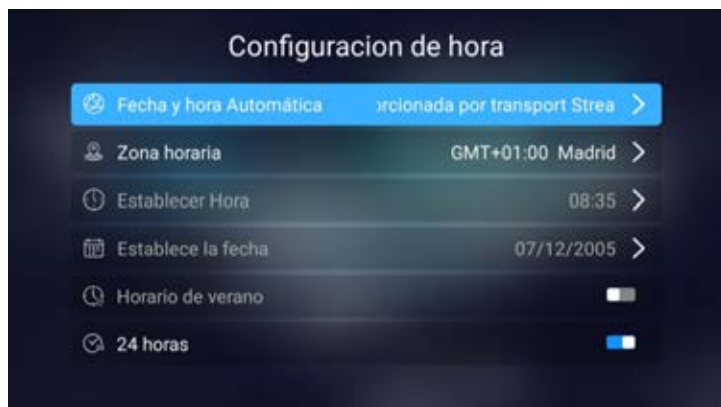 Configuracion de hora
Fecha y hora Automática orcionada por transport Strea
Zona horaria GMT+01:00 Madrid
Establecer Hora 08:35
Establece la fecha 07/12/2005
Horario de verano
24 horas